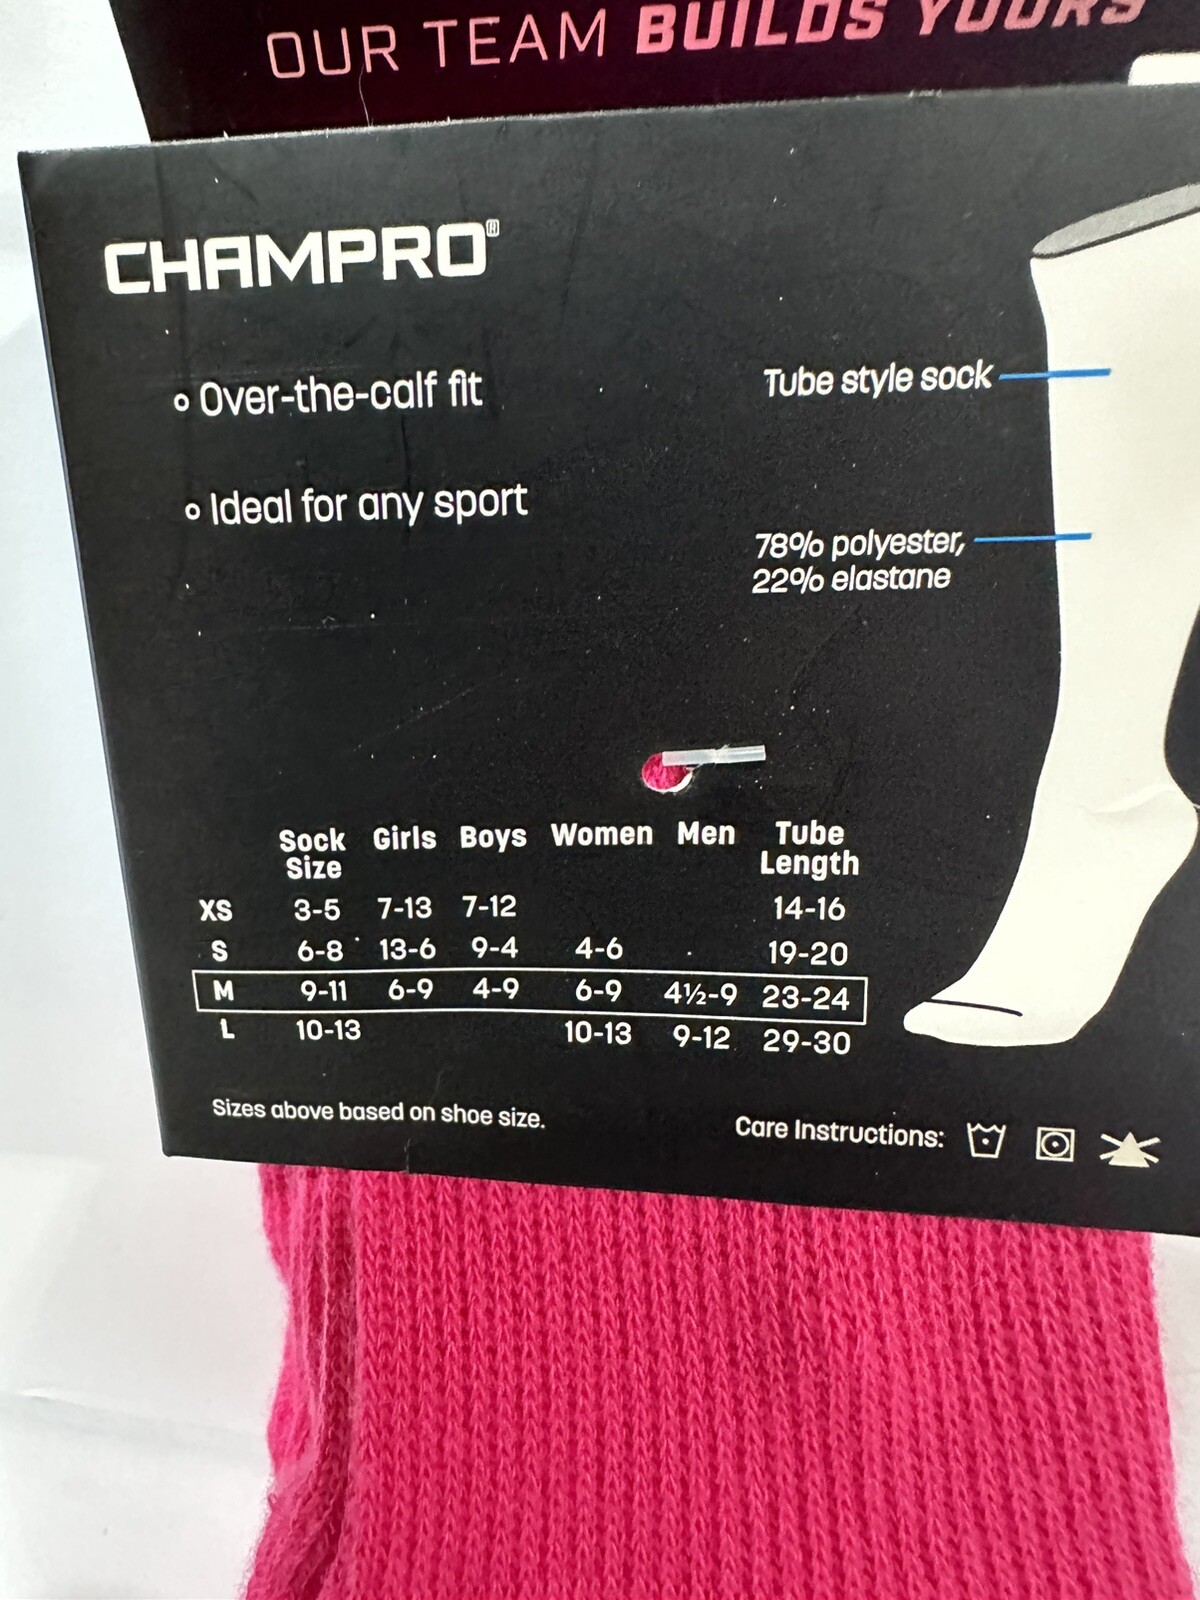 OUR TEAM BUILDS YOURS
CHAMPRO®
Over-the-calf fit
Ideal for any sport
Tube style sock
78% polyester,
22% elastane
Sock Size Girls Boys Women Men Tube Length
XS 3-5 7-13 7-12 14-16
S 6-8 13-6 9-4 4-6 19-20
M 9-11 6-9 4-9 6-9 4½-9 23-24
L 10-13 10-13 9-12 29-30
Sizes above based on shoe size.
Care Instructions: